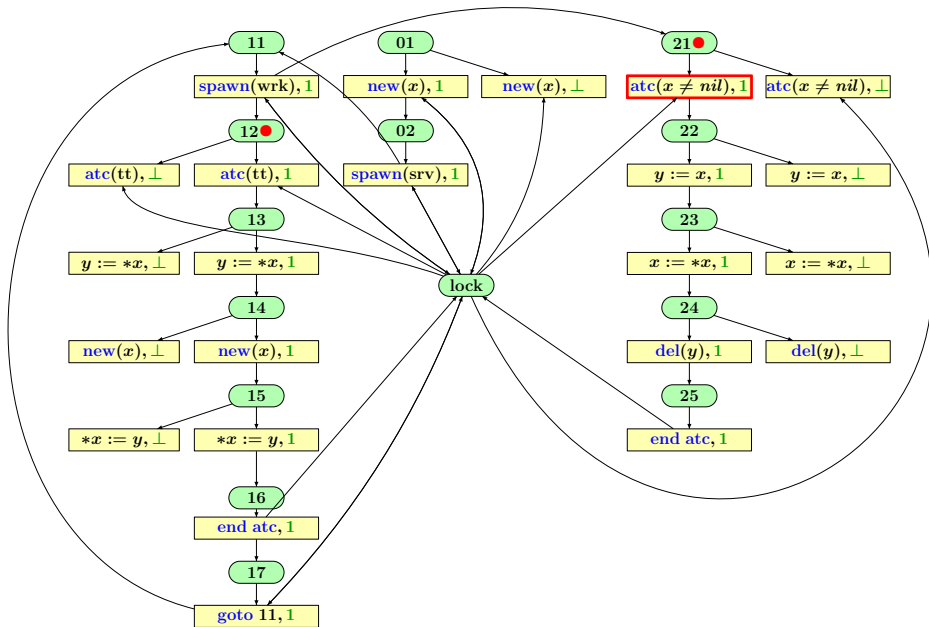 11
01
21
spawn(wrk), 1
new(x), 1
new(x), ⊥
atc(x ≠ nil), 1
atc(x ≠ nil), ⊥
12
02
22
atc(tt), ⊥
atc(tt), 1
spawn(srv), 1
y := x, 1
y := x, ⊥
13
23
y := *x, ⊥
y := *x, 1
x := *x, 1
x := *x, ⊥
lock
14
24
new(x), ⊥
new(x), 1
del(y), 1
del(y), ⊥
15
25
*x := y, ⊥
*x := y, 1
end atc, 1
16
end atc, 1
17
goto 11, 1